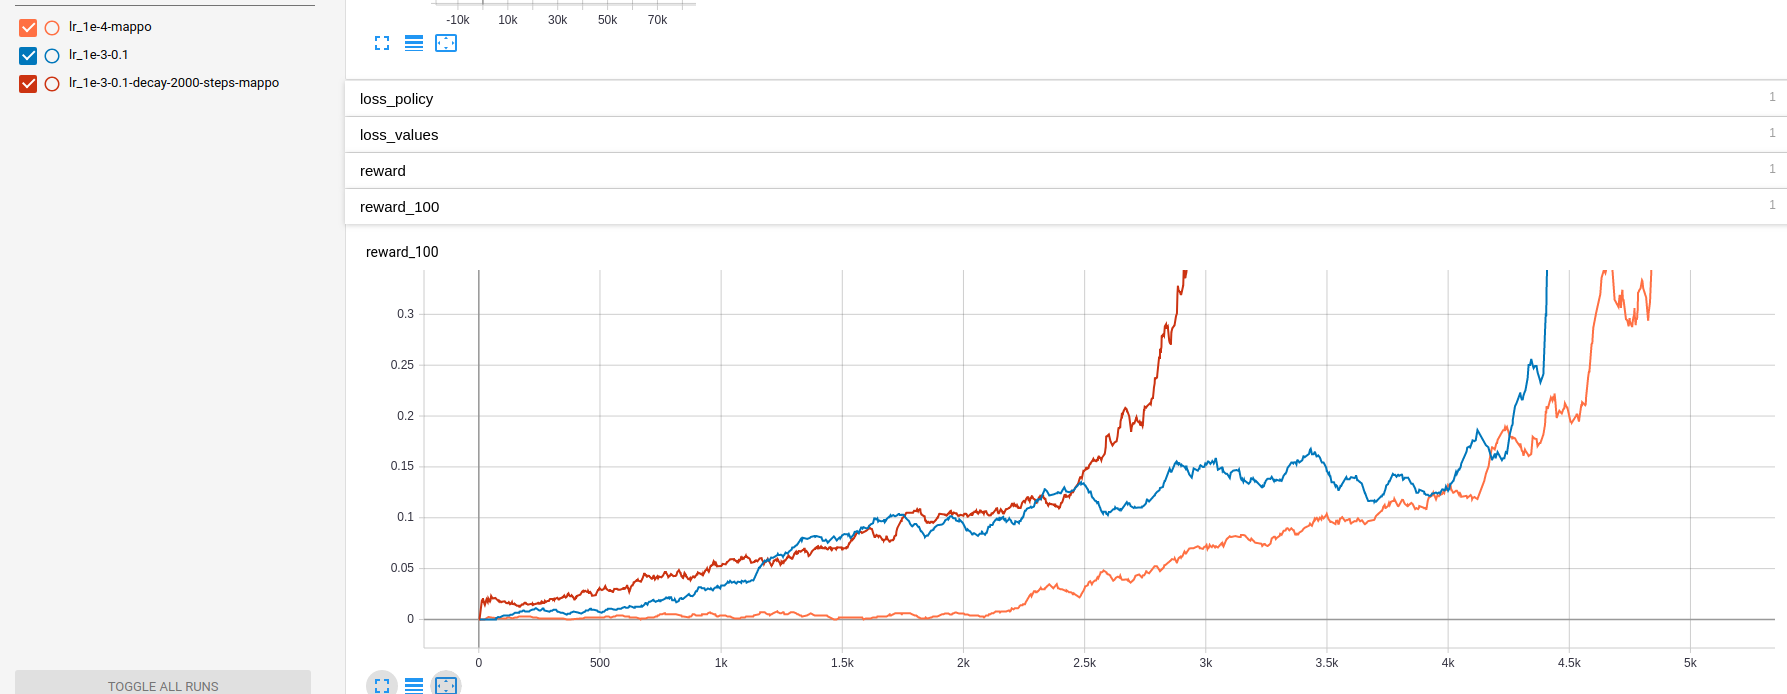 lr_1e-4-mappo
lr_1e-3-0.1
lr_1e-3-0.1-decay-2000-steps-mappo
TOGGLE ALL RUNS
-10k 10k 30k 50k 70k
loss_policy 1
loss_values 1
reward 1
reward_100 1
reward_100
0.3
0.25
0.2
0.15
0.1
0.05
0
0 500 1k 1.5k 2k 2.5k 3k 3.5k 4k 4.5k 5k